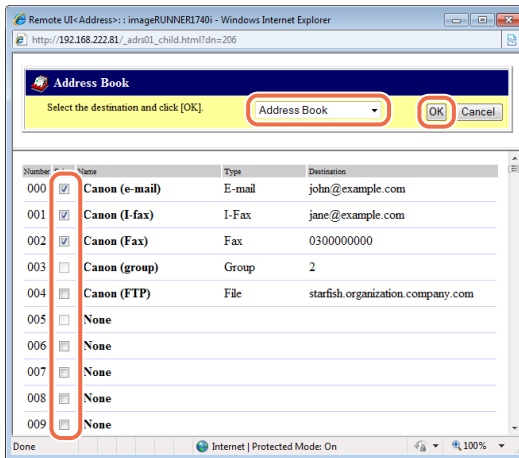 Remote UI<Address>: : imageRUNNER1740i - Windows Internet Explorer
http://192.168.222.81/_adrs01_child.html?dn=206
Address Book
Select the destination and click [OK]. Address Book OK Cancel
Number Name Type Destination
000 Canon (e-mail) E-mail john@example.com
001 Canon (I-fax) I-Fax jane@example.com
002 Canon (Fax) Fax 0300000000
003 Canon (group) Group 2
004 Canon (FTP) File starfish.organization.company.com
005 None
006 None
007 None
008 None
009 None
Done Internet | Protected Mode: On 100%